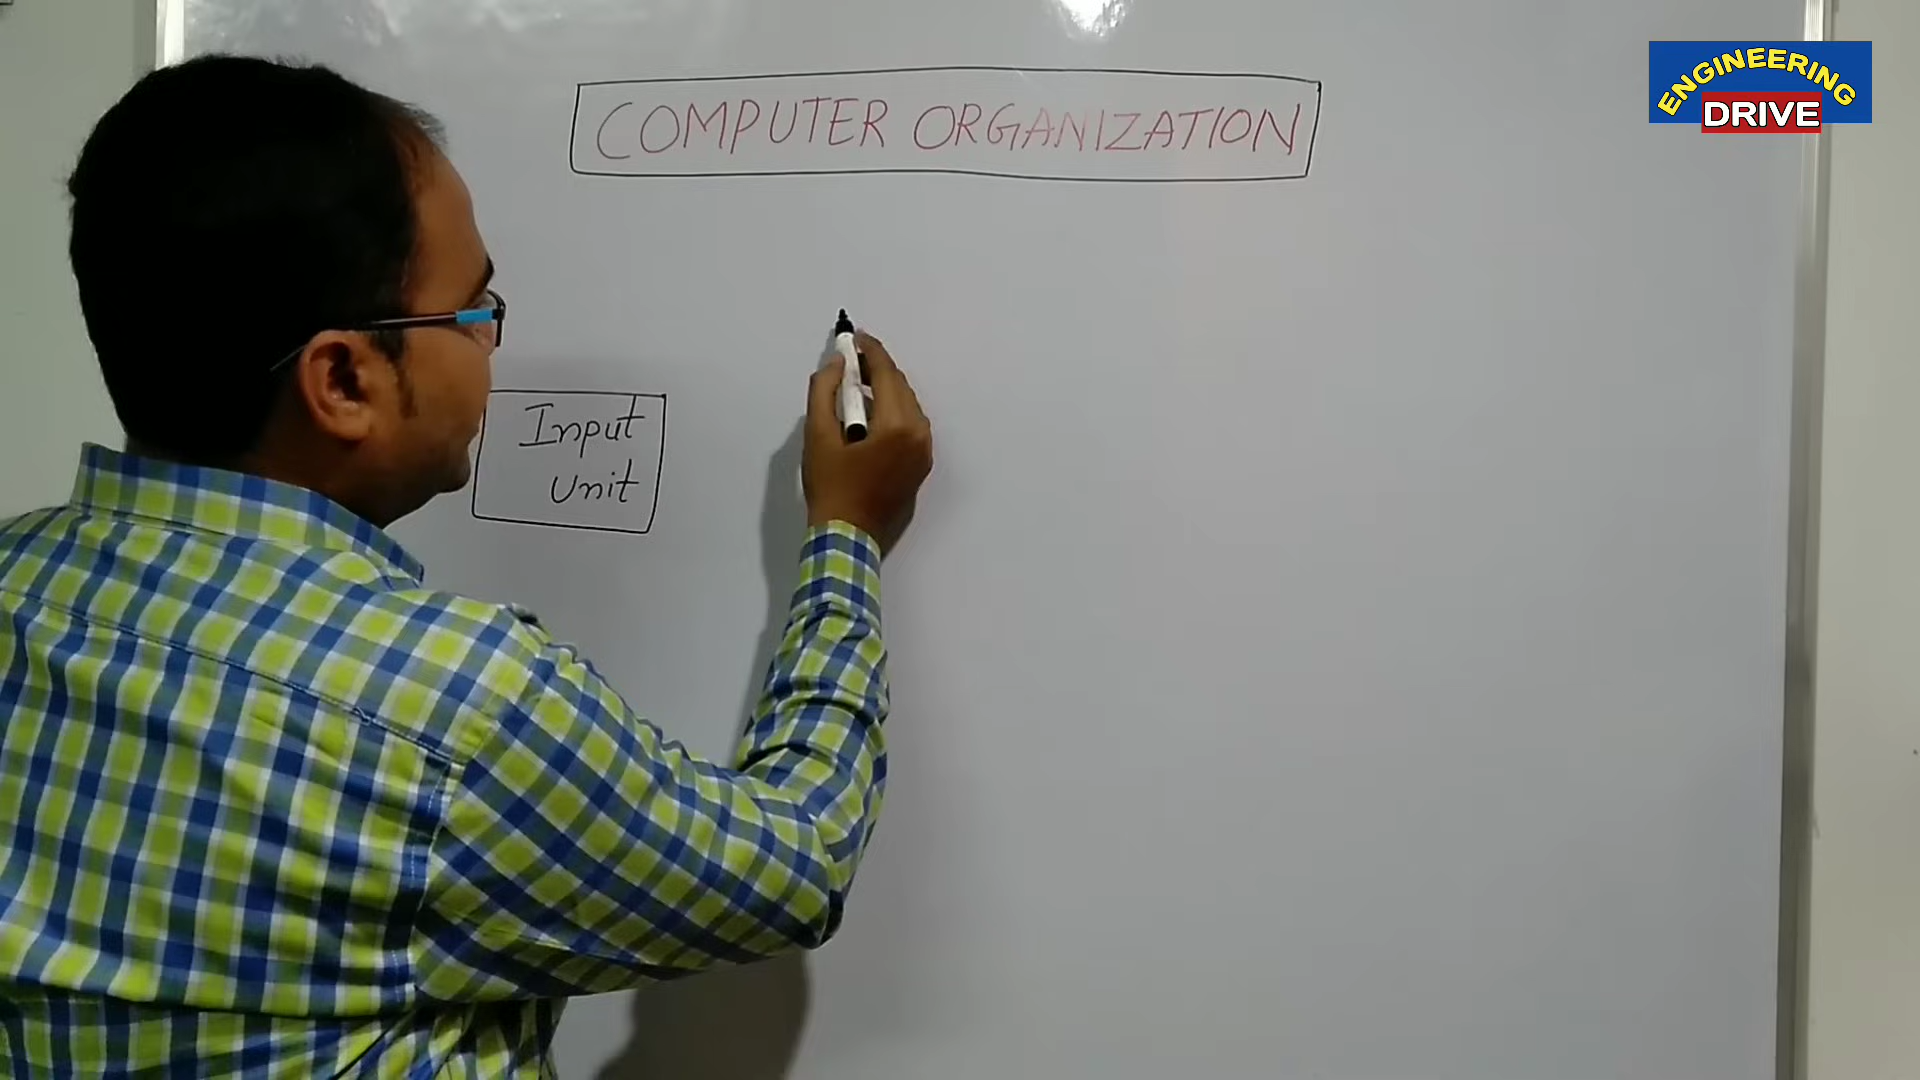 COMPUTER ORGANIZATION
ENGINEERING
DRIVE
Input
Unit